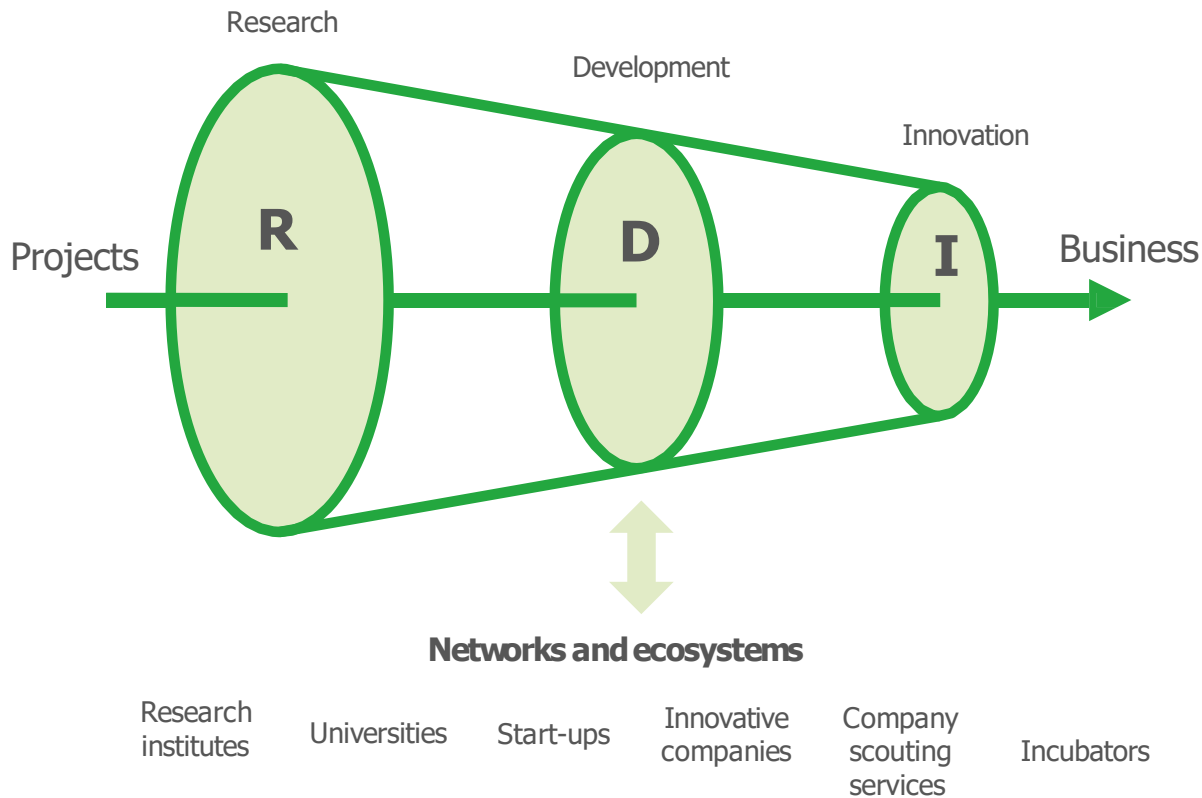 Research
Development
Innovation
R
D
I
Projects
Business
Networks and ecosystems
Research
institutes
Universities
Start-ups
Innovative
companies
Company
scouting
services
Incubators